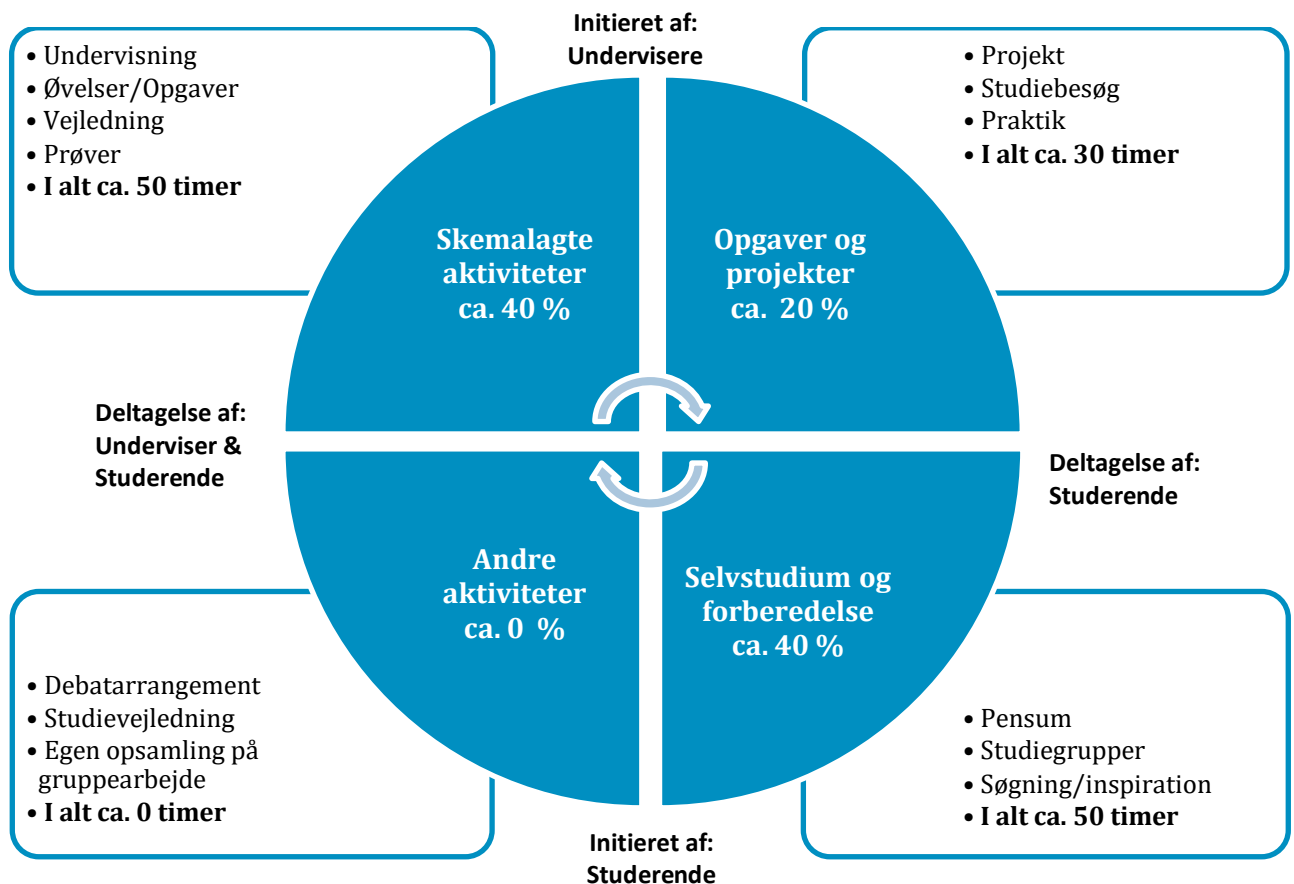 Initieret af:
Undervisere
• Undervisning
• Øvelser/Opgaver
• Vejledning
• Prøver
• I alt ca. 50 timer
• Projekt
• Studiebesøg
• Praktik
• I alt ca. 30 timer
Skemalagte
aktiviteter
ca. 40 %
Opgaver og
projekter
ca. 20 %
Deltagelse af:
Underviser &
Studerende
Deltagelse af:
Studerende
Andre
aktiviteter
ca. 0 %
Selvstudium og
forberedelse
ca. 40 %
• Debatarrangement
• Studievejledning
• Egen opsamling på
gruppearbejde
• I alt ca. 0 timer
• Pensum
• Studiegrupper
• Søgning/inspiration
• I alt ca. 50 timer
Initieret af:
Studerende